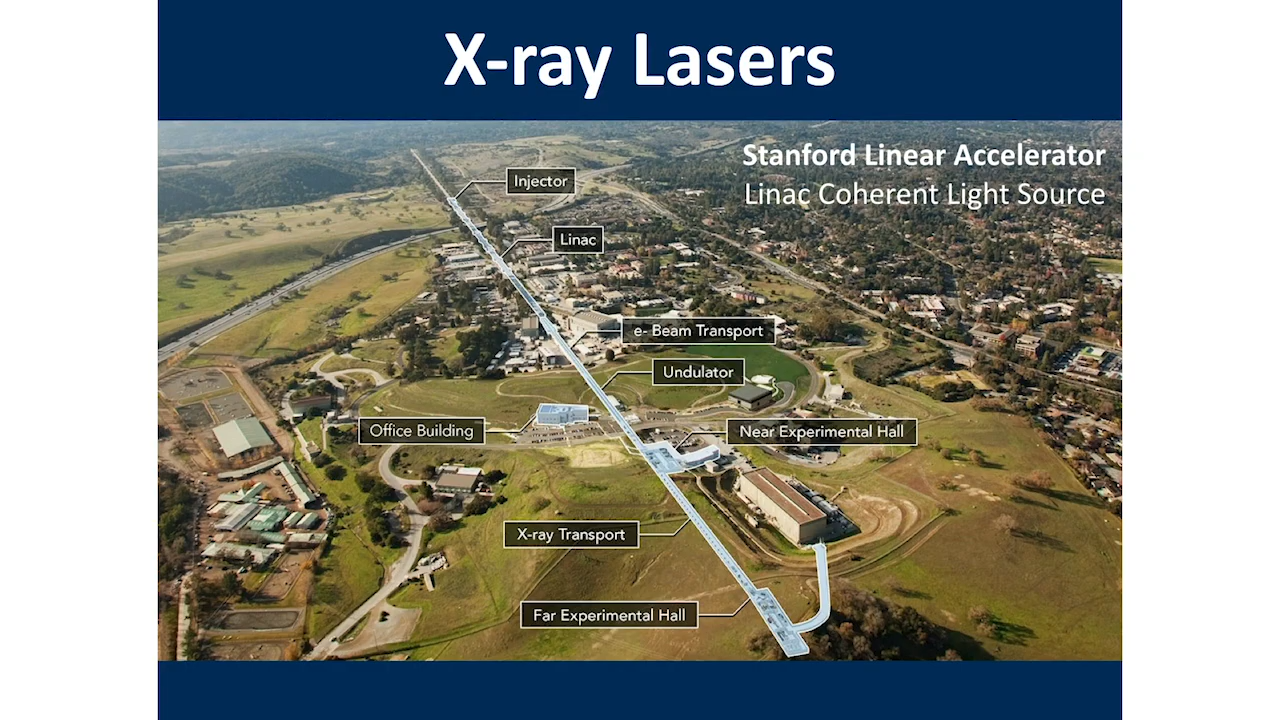 X-ray Lasers
Stanford Linear Accelerator
Linac Coherent Light Source
Injector
Linac
e- Beam Transport
Undulator
Office Building
Near Experimental Hall
X-ray Transport
Far Experimental Hall